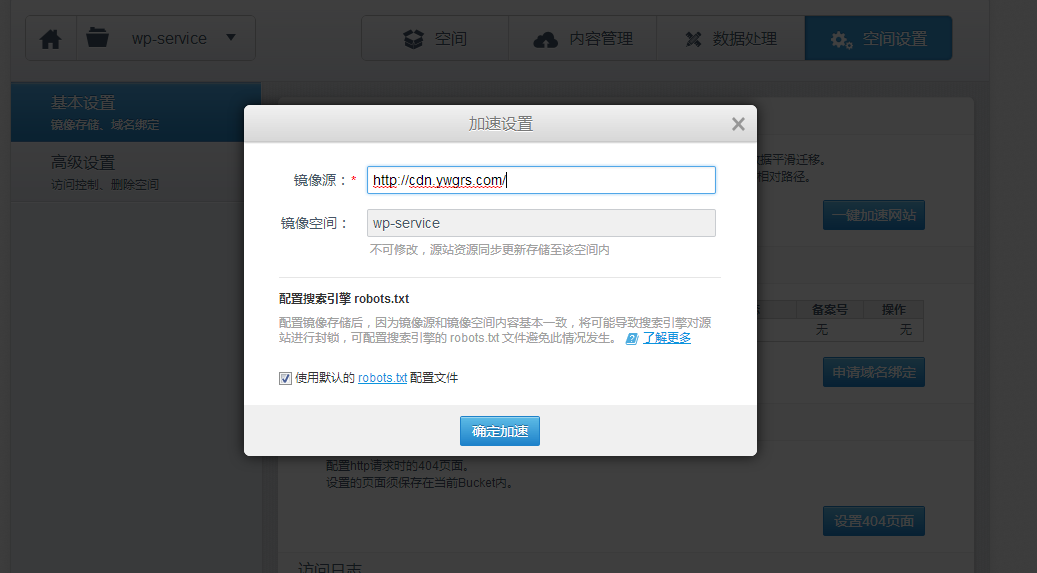 wp-service
空间
内容管理
数据处理
空间设置
基本设置
镜像存储、域名绑定
高级设置
访问控制、删除空间
加速设置
镜像源：*
http://cdn.ywgrs.com/
镜像空间：
wp-service
不可修改，源站资源同步更新存储至该空间内
配置搜索引擎 robots.txt
配置镜像存储后，因为镜像源和镜像空间内容基本一致，将可能导致搜索引擎对源
站进行封锁，可配置搜索引擎的 robots.txt 文件避免此情况发生。 了解更多
使用默认的 robots.txt 配置文件
确定加速
据平滑迁移。
相对路径。
一键加速网站
备案号
操作
无
无
申请域名绑定
配置http请求时的404页面。
设置的页面须保存在当前Bucket内。
设置404页面
访问日志